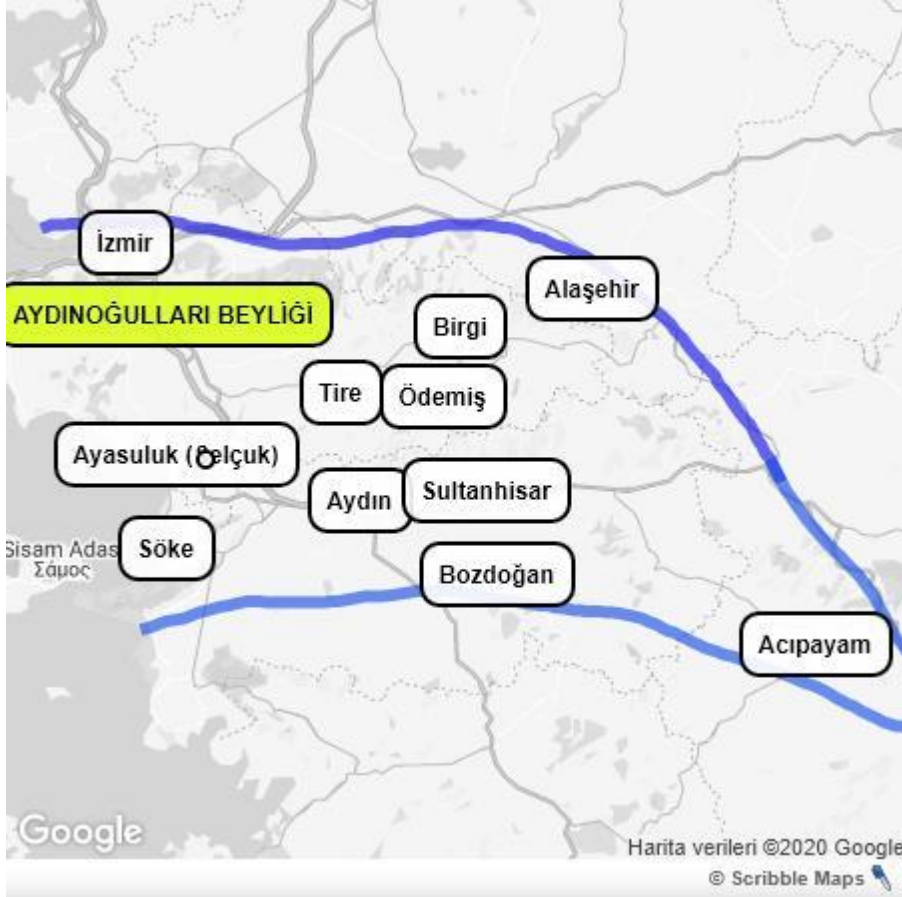 İzmir
Alaşehir
AYDINOĞULLARI BEYLİĞİ
Birgi
Tire
Ödemiş
Ayasuluk (Selçuk)
Aydın
Sultanhisar
Sisam Adas
Σάμος
Söke
Bozdoğan
Acıpayam
Google
Harita verileri ©2020 Google
© Scribble Maps